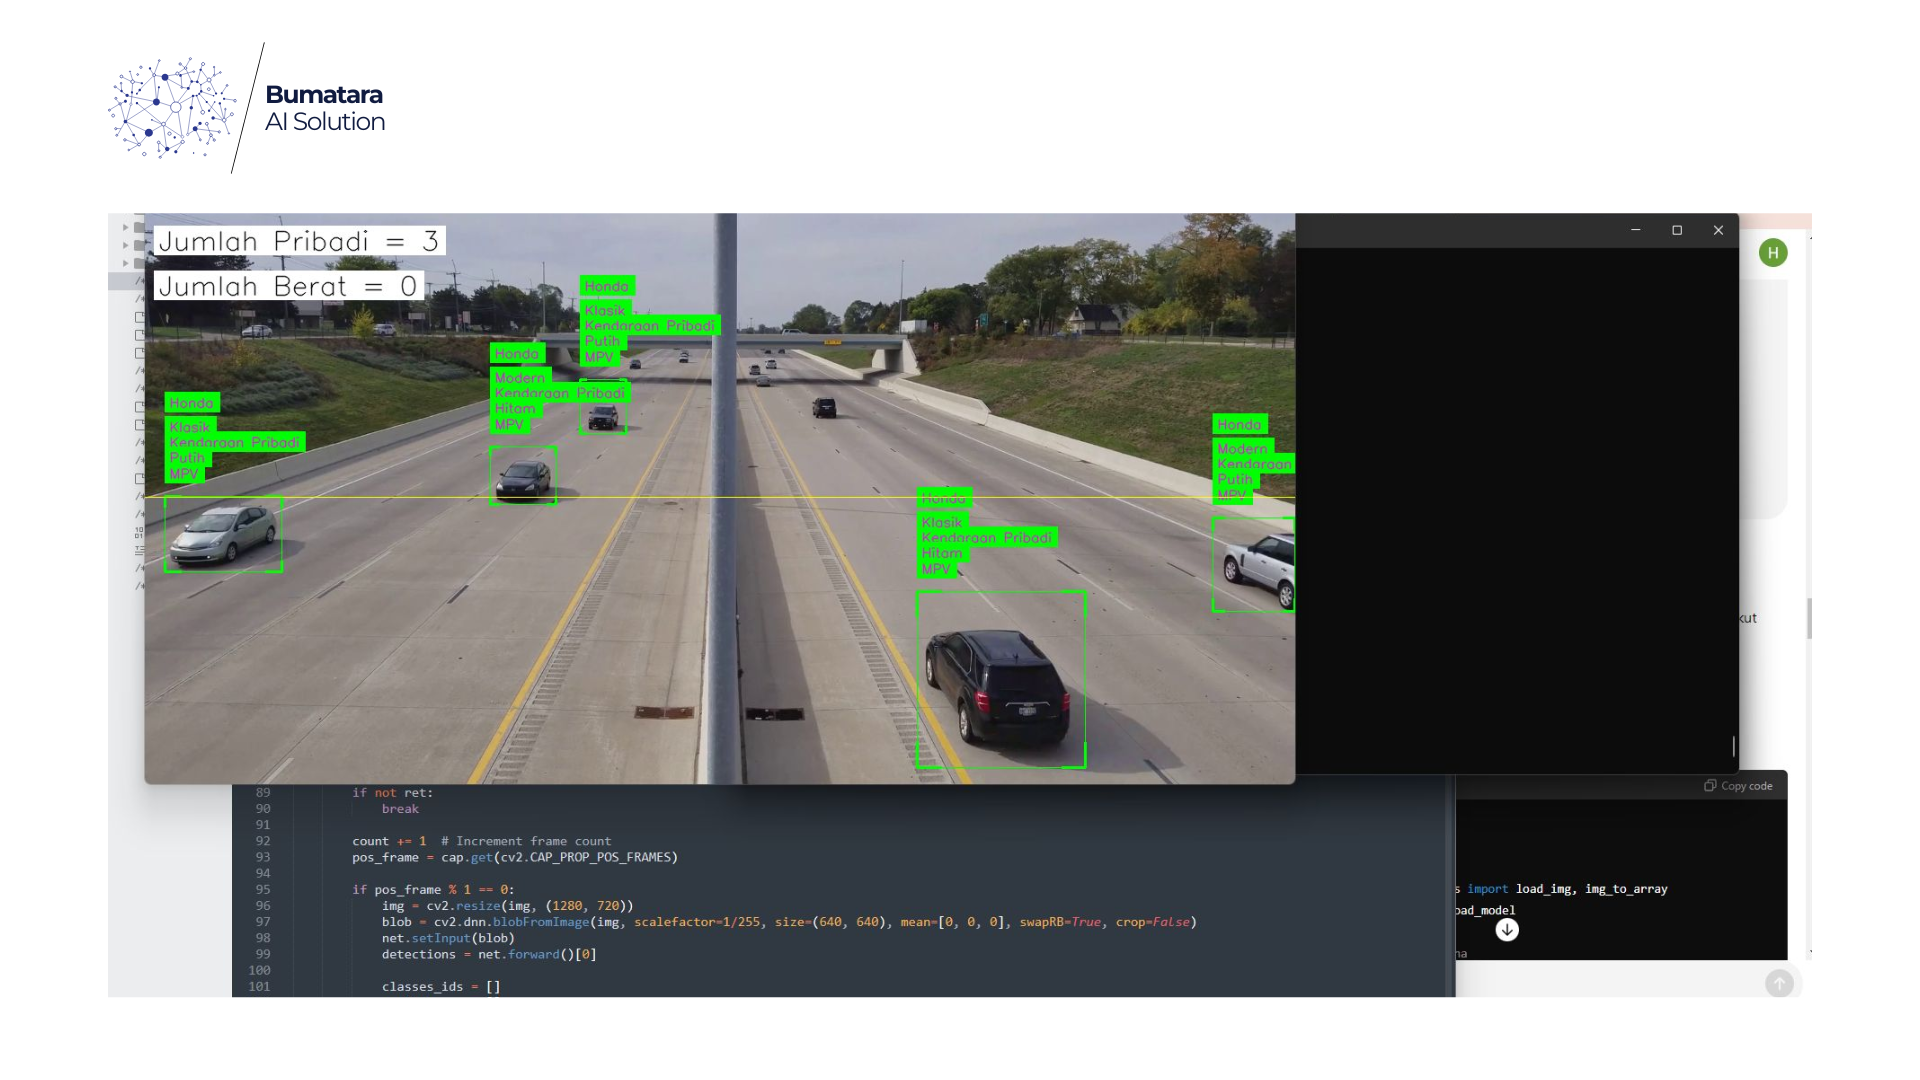 Bumatara
AI Solution
Jumlah Pribadi = 3
Jumlah Berat = 0
Honda
Klasik
Kendaraan Pribadi
Putih
MPV
Honda
Modern
Kendaraan Pribadi
Hitam
MPV
Honda
Klasik
Kendaraan Pribadi
Putih
MPV
Honda
Modern
Kendaraan
Putih
MPV
Honda
Klasik
Kendaraan Pribadi
Hitam
MPV
H
kut
89 if not ret:
90 break
91
92 count += 1 # Increment frame count
93 pos_frame = cap.get(cv2.CAP_PROP_POS_FRAMES)
94
95 if pos_frame % 1 == 0:
96 img = cv2.resize(img, (1280, 720))
97 blob = cv2.dnn.blobFromImage(img, scalefactor=1/255, size=(640, 640), mean=[0, 0, 0], swapRB=True, crop=False)
98 net.setInput(blob)
99 detections = net.forward()[0]
100
101 classes_ids = []
Copy code
s import load_img, img_to_array
oad_model
na